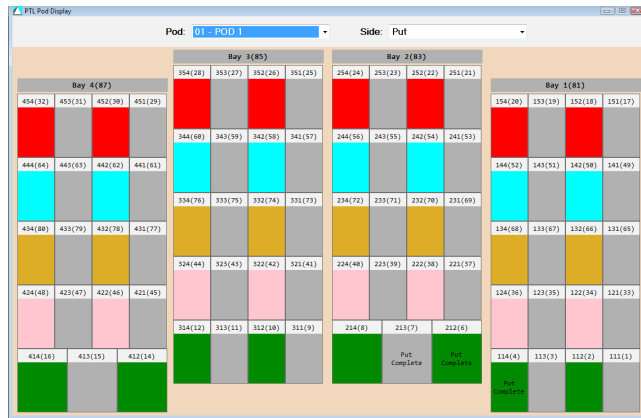 PTL Pod Display
Pod: 01 - POD 1 Side: Put
Bay 3(85) Bay 2(83)
354(28) 353(27) 352(26) 351(25) 254(24) 253(23) 252(22) 251(21)
Bay 4(87) Bay 1(81)
454(32) 453(31) 452(30) 451(29) 154(20) 153(19) 152(18) 151(17)
344(60) 343(59) 342(58) 341(57) 244(56) 243(55) 242(54) 241(53)
444(64) 443(63) 442(62) 441(61) 144(52) 143(51) 142(50) 141(49)
334(76) 333(75) 332(74) 331(73) 234(72) 233(71) 232(70) 231(69)
434(80) 433(79) 432(78) 431(77) 134(68) 133(67) 132(66) 131(65)
324(44) 323(43) 322(42) 321(41) 224(40) 223(39) 222(38) 221(37)
424(48) 423(47) 422(46) 421(45) 124(36) 123(35) 122(34) 121(33)
314(12) 313(11) 312(10) 311(9) 214(8) 213(7) 212(6)
414(16) 413(15) 412(14) 114(4) 113(3) 112(2) 111(1)
Put Complete Put Complete
Put Complete